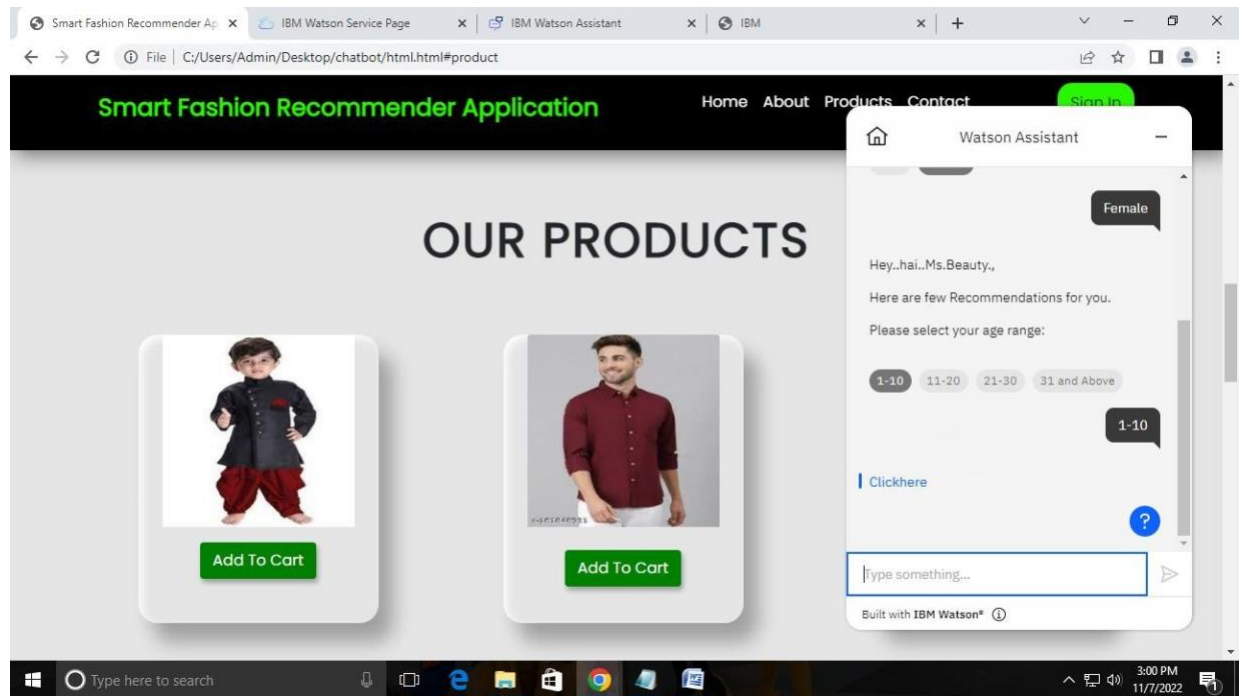 Smart Fashion Recommender Ap
IBM Watson Service Page
IBM Watson Assistant
IBM
File
C:/Users/Admin/Desktop/chatbot/html.html#product
Smart Fashion Recommender Application
Home About Products Contact
Sign In
Watson Assistant
Female
OUR PRODUCTS
Hey..hai..Ms.Beauty.,
Here are few Recommendations for you.
Please select your age range:
1-10 11-20 21-30 31 and Above
1-10
Clickhere
?
Add To Cart
Add To Cart
Type something...
Built with IBM Watson®
Type here to search
3:00 PM
11/7/2022